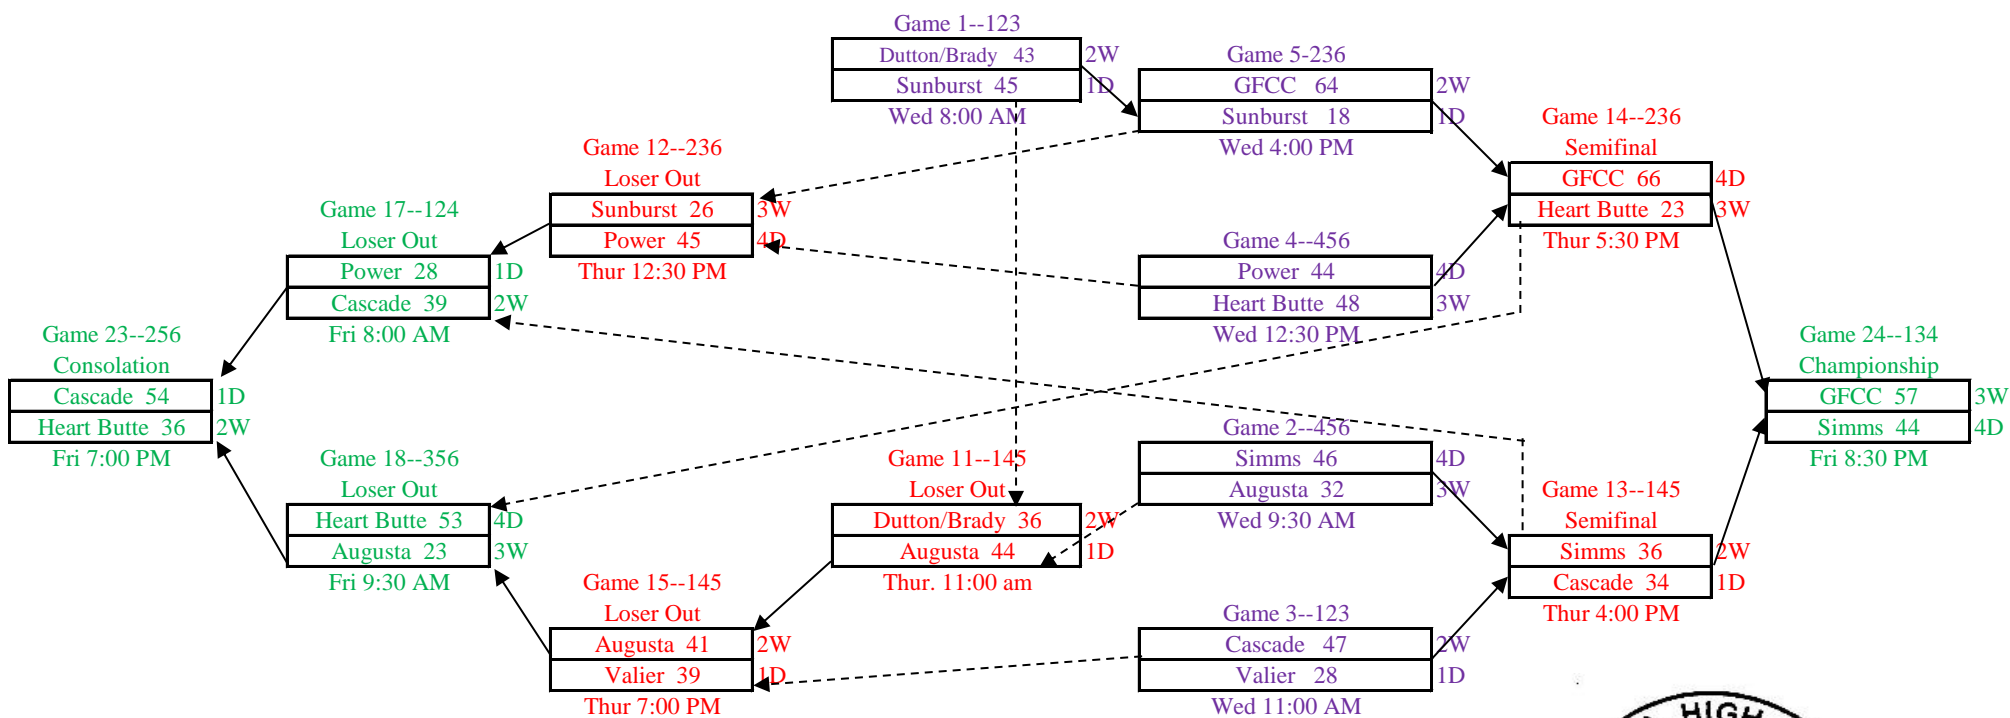 Game 1--123
Dutton/Brady 43 2W
Sunburst 45 1D
Wed 8:00 AM
Game 5-236
GFCC 64 2W
Sunburst 18 1D
Wed 4:00 PM
Game 14--236
Semifinal
GFCC 66 4D
Heart Butte 23 3W
Thur 5:30 PM
Game 12--236
Loser Out
Sunburst 26 3W
Power 45 4D
Thur 12:30 PM
Game 17--124
Loser Out
Power 28 1D
Cascade 39 2W
Fri 8:00 AM
Game 4--456
Power 44 4D
Heart Butte 48 3W
Wed 12:30 PM
Game 23--256
Consolation
Cascade 54 1D
Heart Butte 36 2W
Fri 7:00 PM
Game 24--134
Championship
GFCC 57 3W
Simms 44 4D
Fri 8:30 PM
Game 18--356
Loser Out
Heart Butte 53 4D
Augusta 23 3W
Fri 9:30 AM
Game 11--145
Loser Out
Dutton/Brady 36 2W
Augusta 44 1D
Thur. 11:00 am
Game 2--456
Simms 46 4D
Augusta 32 3W
Wed 9:30 AM
Game 13--145
Semifinal
Simms 36 2W
Cascade 34 1D
Thur 4:00 PM
Game 15--145
Loser Out
Augusta 41 2W
Valier 39 1D
Thur 7:00 PM
Game 3--123
Cascade 47 2W
Valier 28 1D
Wed 11:00 AM
HIGH